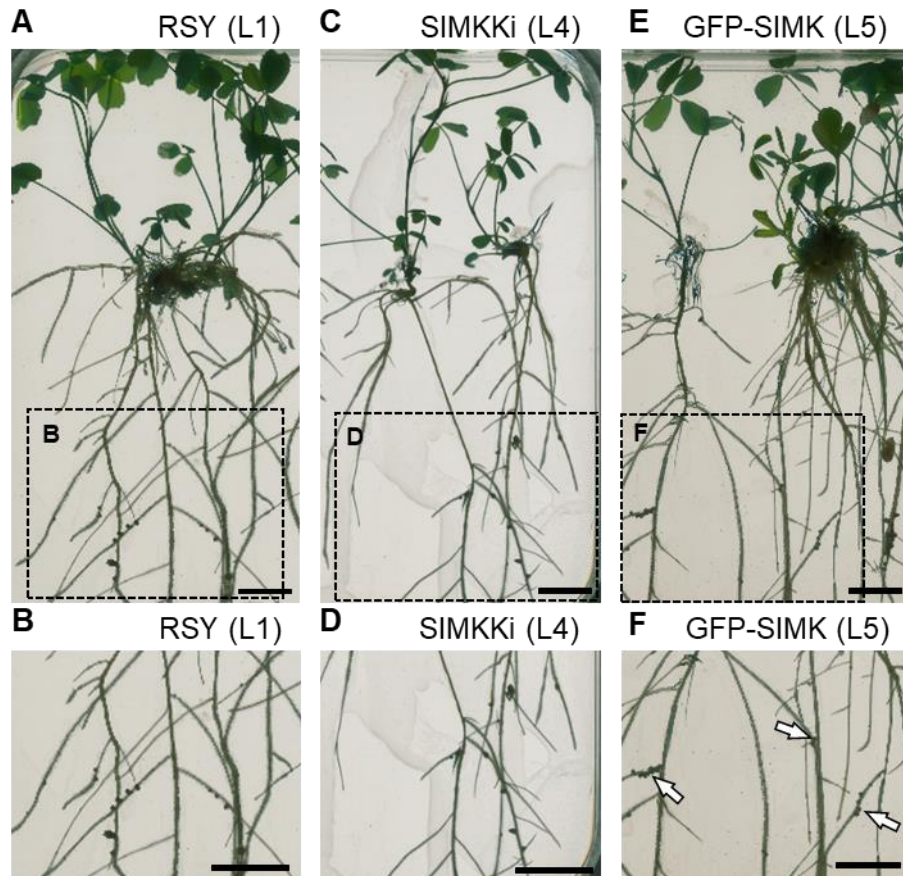 A RSY (L1)
C SIMKKi (L4)
E GFP-SIMK (L5)
B
D
F
B RSY (L1)
D SIMKKi (L4)
F GFP-SIMK (L5)